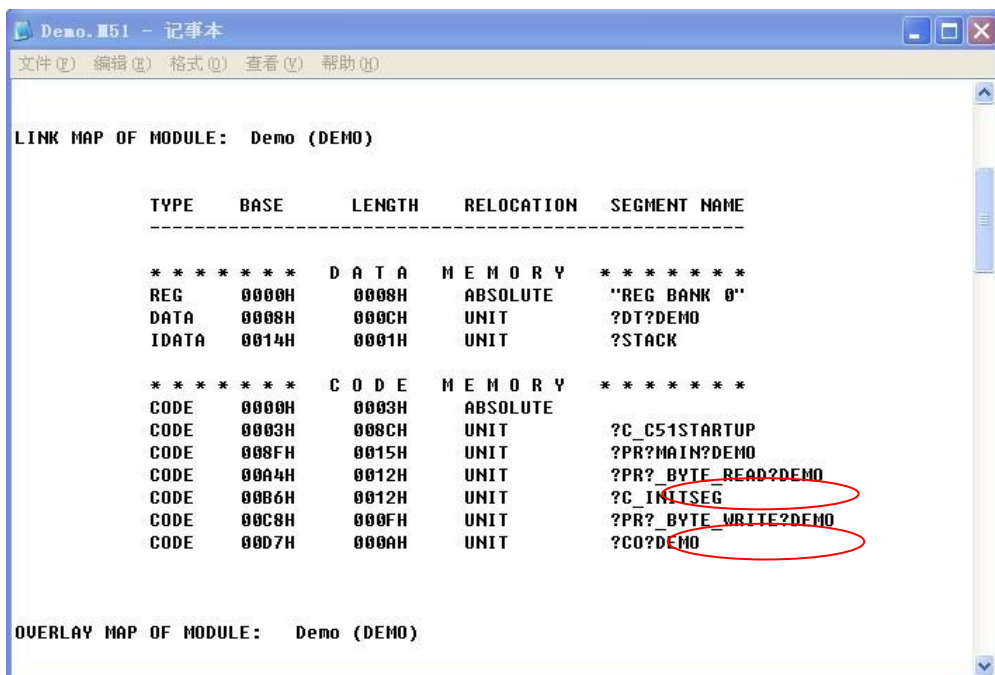 Demo.M51 - 记事本
文件(F) 编辑(E) 格式(O) 查看(V) 帮助(H)
LINK MAP OF MODULE: Demo (DEMO)
TYPE BASE LENGTH RELOCATION SEGMENT NAME
-----------------------------------------------------
* * * * * * * D A T A M E M O R Y * * * * * * *
REG 0000H 0008H ABSOLUTE "REG BANK 0"
DATA 0008H 000CH UNIT ?DT?DEMO
IDATA 0014H 0001H UNIT ?STACK
* * * * * * * C O D E M E M O R Y * * * * * * *
CODE 0000H 0003H ABSOLUTE
CODE 0003H 008CH UNIT ?C_C51STARTUP
CODE 008FH 0015H UNIT ?PR?MAIN?DEMO
CODE 00A4H 0012H UNIT ?PR?_BYTE_READ?DEMO
CODE 00B6H 0012H UNIT ?C_INITSEG
CODE 00C8H 000FH UNIT ?PR?_BYTE_WRITE?DEMO
CODE 00D7H 000AH UNIT ?CO?DEMO
OVERLAY MAP OF MODULE: Demo (DEMO)